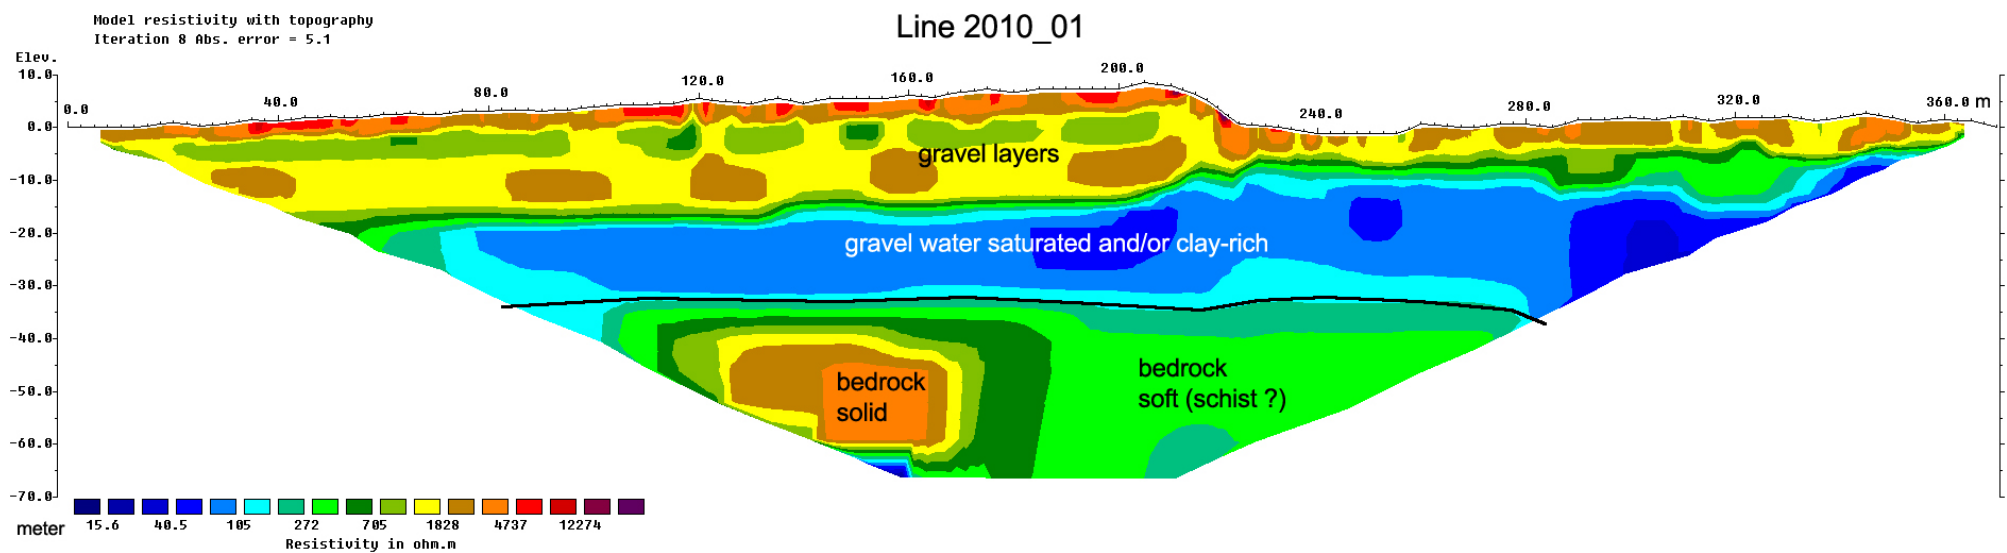 Model resistivity with topography
Iteration 8 Abs. error = 5.1
Line 2010_01
Elev.
10.0
0.0
-10.0
-20.0
-30.0
-40.0
-50.0
-60.0
-70.0
0.0
40.0
80.0
120.0
160.0
200.0
240.0
280.0
320.0
360.0 m
gravel layers
gravel water saturated and/or clay-rich
bedrock
solid
bedrock
soft (schist ?)
meter
15.6 40.5 105 272 705 1828 4737 12274
Resistivity in ohm.m